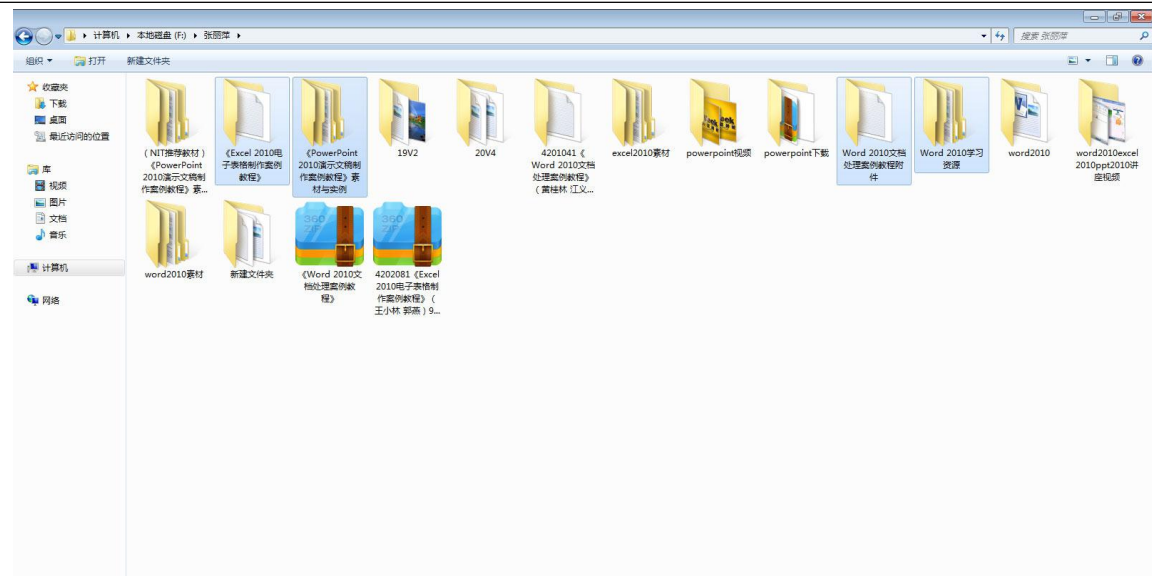 计算机 ▸ 本地磁盘 (F:) ▸ 张丽萍 ▸
搜索 张丽萍
组织
打开
新建文件夹
收藏夹
下载
桌面
最近访问的位置
库
视频
图片
文档
音乐
计算机
网络
(NIT推荐教材)
《PowerPoint
2010演示文稿制
作案例教程》素...
《Excel 2010电
子表格制作案例
教程》
《PowerPoint
2010演示文稿制
作案例教程》素
材与实例
19V2
20V4
4201041《
Word 2010文档
处理案例教程》
(黄桂林 江义...
excel2010素材
powerpoint视频
powerpoint下载
Word 2010文档
处理案例教程附
件
Word 2010学习
资源
word2010
word2010excel
2010ppt2010讲
座视频
word2010素材
新建文件夹
360
ZIP
《Word 2010文
档处理案例教
程》
360
ZIP
4202081《Excel
2010电子表格制
作案例教程》(
王小林 郭燕)9...